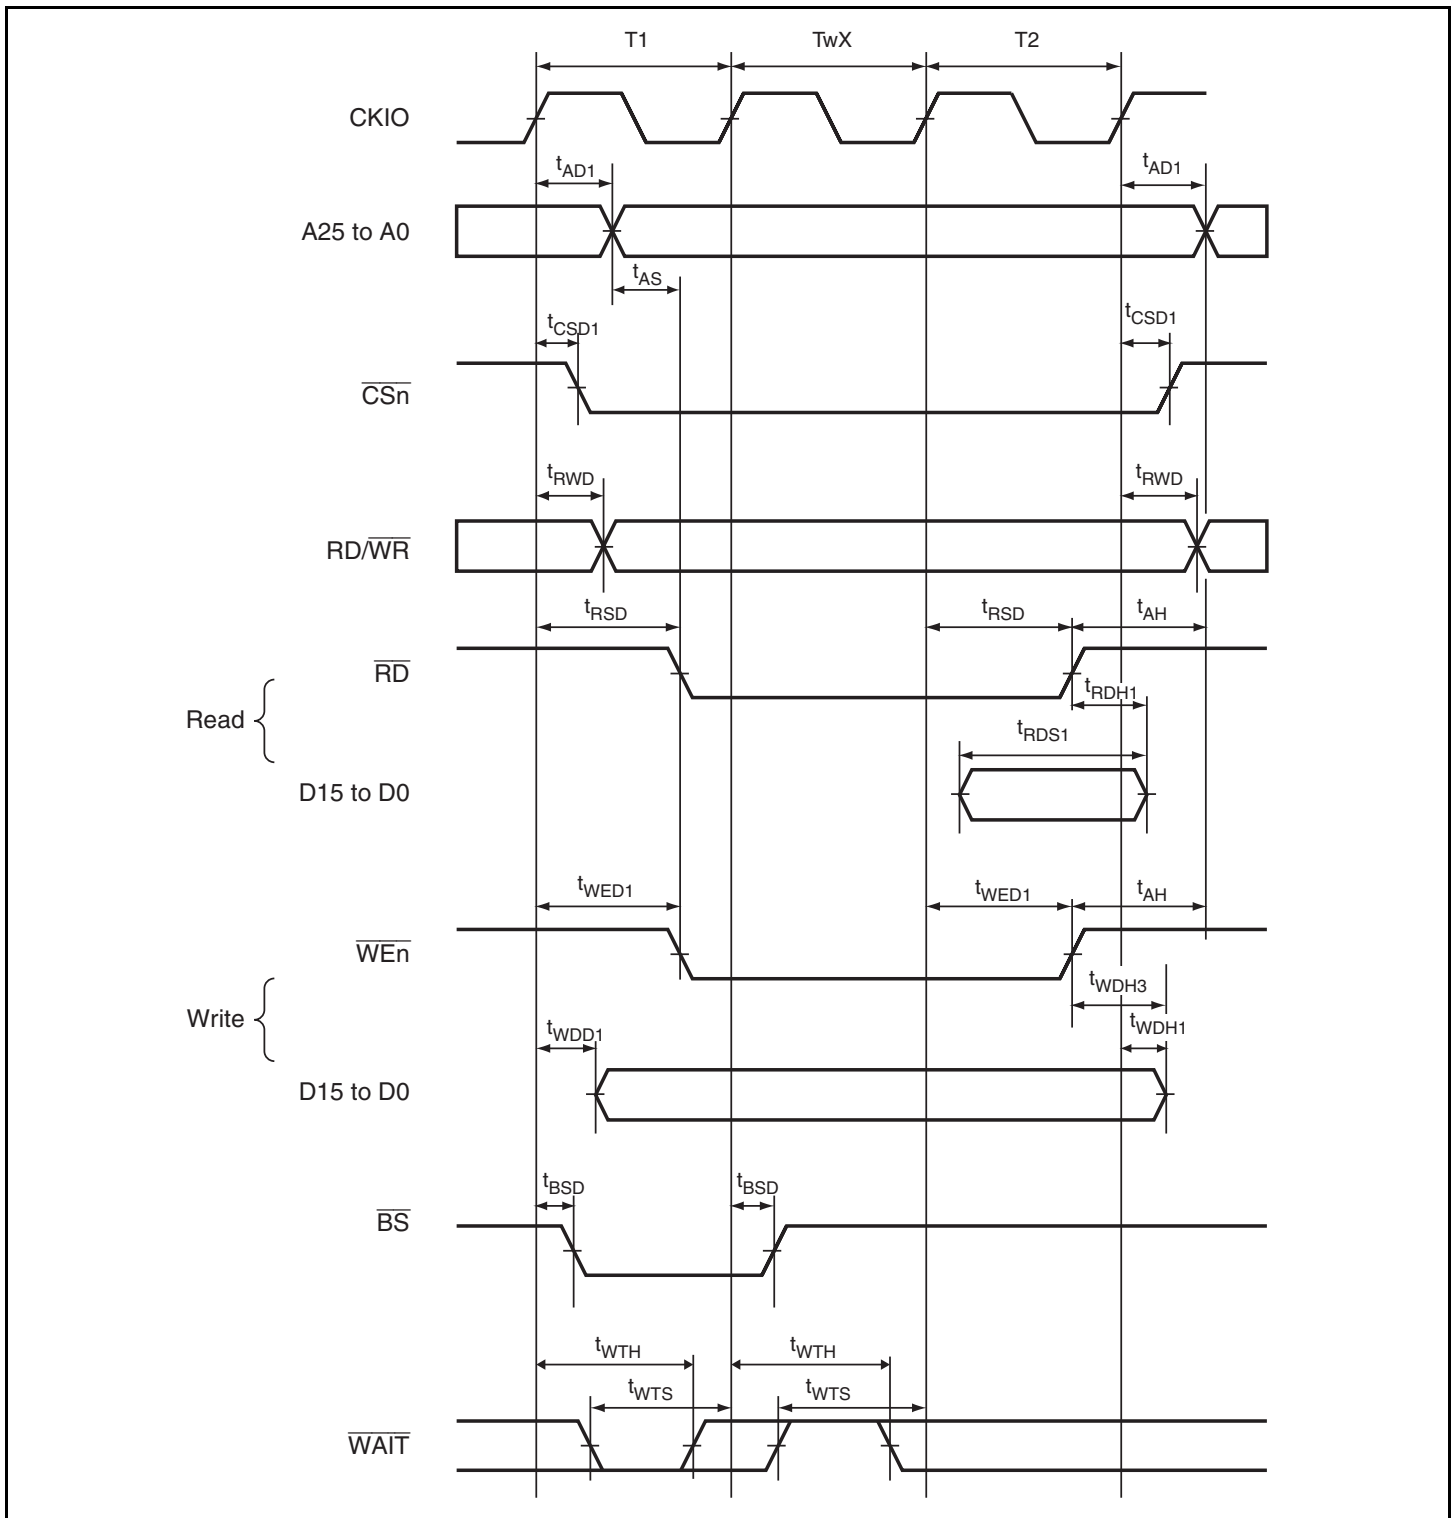 T1 TwX T2
CKIO
tAD1 tAD1
A25 to A0
tAS
tCSD1 tCSD1
CSn
tRWD tRWD
RD/WR
tRSD tRSD tAH
RD
tRDH1
Read
tRDS1
D15 to D0
tWED1 tWED1 tAH
WEn
tWDH3
Write
tWDD1 tWDH1
D15 to D0
tBSD tBSD
BS
tWTH tWTH
tWTS tWTS
WAIT